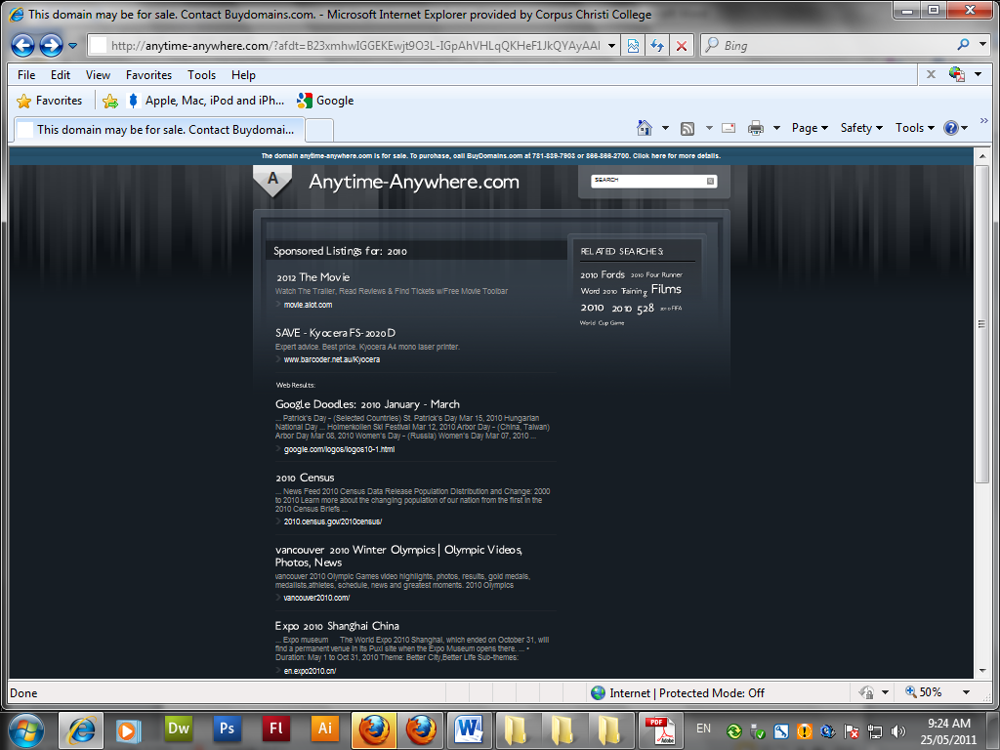 This domain may be for sale. Contact Buydomains.com. - Microsoft Internet Explorer provided by Corpus Christi College
http://anytime-anywhere.com/?afdt=B23xmhwIGGEKEwjt9O3L-IGpAhVHLqQKHeF1JkQYAyAA
Bing
File Edit View Favorites Tools Help
Favorites Apple, Mac, iPod and iPh... Google
This domain may be for sale. Contact Buydomai...
Page Safety Tools
The domain anytime-anywhere.com is for sale. To purchase, call BuyDomains.com at 781-839-7903 or 866-866-2700. Click here for more details.
A Anytime-Anywhere.com
SEARCH
Sponsored Listings for: 2010
2012 The Movie
Watch The Trailer, Read Reviews & Find Tickets w/Free Movie Toolbar
movie.alot.com
SAVE - Kyocera FS-2020D
Expert advice. Best price. Kyocera A4 mono laser printer.
www.barcoder.net.au/Kyocera
Web Results:
Google Doodles: 2010 January - March
... Patrick's Day - (Selected Countries) St. Patrick's Day Mar 15, 2010 Hungarian
National Day ... Holmenkollen Ski Festival Mar 12, 2010 Arbor Day - (China, Taiwan)
Arbor Day Mar 08, 2010 Women's Day - (Russia) Women's Day Mar 07, 2010 ...
google.com/logos/logos10-1.html
2010 Census
... News Feed 2010 Census Data Release Population Distribution and Change: 2000
to 2010 Learn more about the changing population of our nation from the first in the
2010 Census Briefs ...
2010.census.gov/2010census/
vancouver 2010 Winter Olympics | Olympic Videos,
Photos, News
vancouver 2010 Olympic Games video highlights, photos, results, gold medals,
medalists,athletes, schedule, news and greatest moments. 2010 Olympics
vancouver2010.com/
Expo 2010 Shanghai China
... Expo museum The World Expo 2010 Shanghai, which ended on October 31, will
find a permanent venue in its Puxi site when the Expo Museum opens there. ... •
Duration: May 1 to Oct 31, 2010 Theme: Better City,Better Life Sub-themes:
en.expo2010.cn/
RELATED SEARCHES:
2010 Fords 2010 Four Runner
Word 2010 Training Films
2010 2010 528 2010 FIFA
World Cup Game
Done
Internet | Protected Mode: Off
50%
Dw Ps Fl Ai W PDF Adobe
EN
9:24 AM
25/05/2011